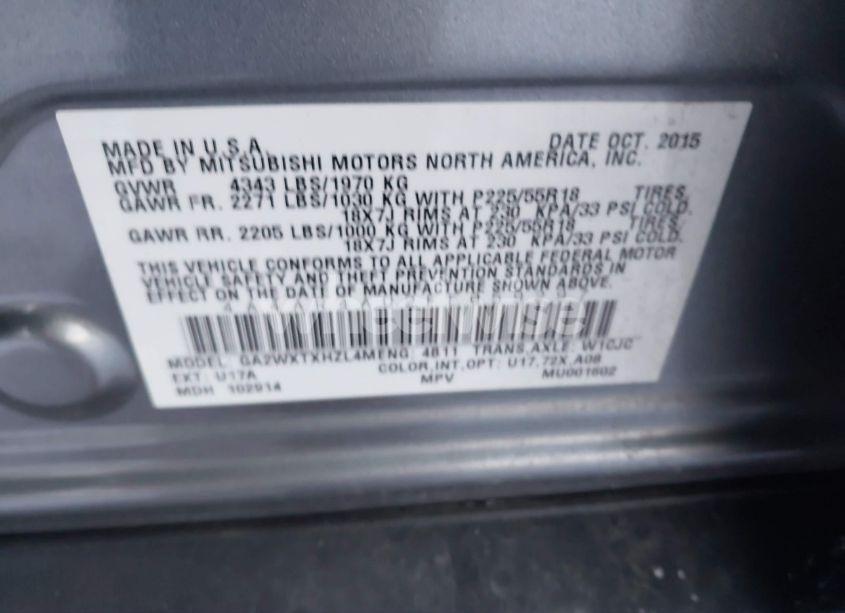 MADE IN U.S.A. DATE OCT. 2015
MFD BY MITSUBISHI MOTORS NORTH AMERICA, INC.
GVWR 4343 LBS/1970 KG
GAWR FR. 2271 LBS/1030 KG WITH P225/55R18 TIRES,
18X7J RIMS AT 230 KPA/33 PSI COLD.
GAWR RR. 2205 LBS/1000 KG WITH P225/55R18 TIRES,
18X7J RIMS AT 230 KPA/33 PSI COLD.
THIS VEHICLE CONFORMS TO ALL APPLICABLE FEDERAL MOTOR
VEHICLE SAFETY AND THEFT PREVENTION STANDARDS IN
EFFECT ON THE DATE OF MANUFACTURE SHOWN ABOVE.
MODEL: GA2WXTXHZL4M ENG: 4B11 TRANS.AXLE: W1CJC
EXT: U17A COLOR,INT,OPT: U17,72X,A08
MDH 102914 MPV MU001602